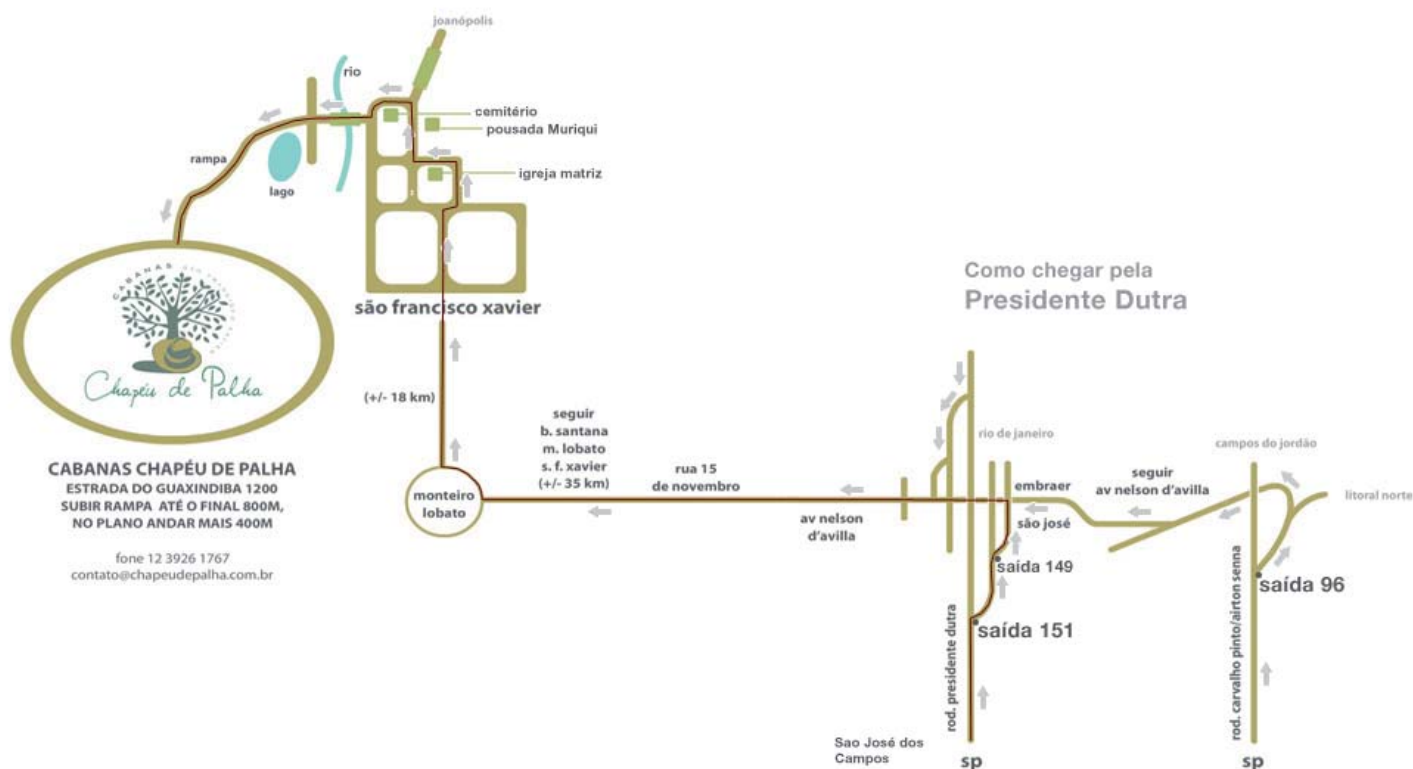 joanópolis
rio
cemitério
pousada Muriqui
igreja matriz
rampa
lago
são francisco xavier
CABANAS SÃO FRANCISCO XAVIER
Chapéu de Palha
CABANAS CHAPÉU DE PALHA
ESTRADA DO GUAXINDIBA 1200
SUBIR RAMPA ATÉ O FINAL 800M,
NO PLANO ANDAR MAIS 400M
fone 12 3926 1767
contato@chapeudepalha.com.br
Como chegar pela
Presidente Dutra
(+/- 18 km)
monteiro
lobato
seguir
b. santana
m. lobato
s. f. xavier
(+/- 35 km)
rua 15
de novembro
av nelson
d'avilla
rio de janeiro
embraer
são josé
seguir
av nelson d'avilla
campos do jordão
litoral norte
saída 149
saída 151
saída 96
rod. presidente dutra
rod. carvalho pinto/airton senna
Sao José dos
Campos
sp
sp